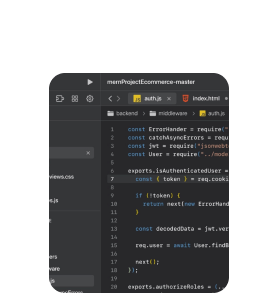 mernProjectEcommerce-master
auth.js × index.html
backend > middleware > auth.js
1 const ErrorHander = require("
2 const catchAsyncErrors = requ
3 const jwt = require("jsonwebt
4 const User = require("../mode
5
6 exports.isAuthenticatedUser =
7 const { token } = req.cooki
8
9 if (!token) {
10 return next(new ErrorHand
11 }
12
13 const decodedData = jwt.ver
14
15 req.user = await User.findB
16
17 next();
18 });
19
20 exports.authorizeRoles = (..
views.css
s.js
ers
ware
.js